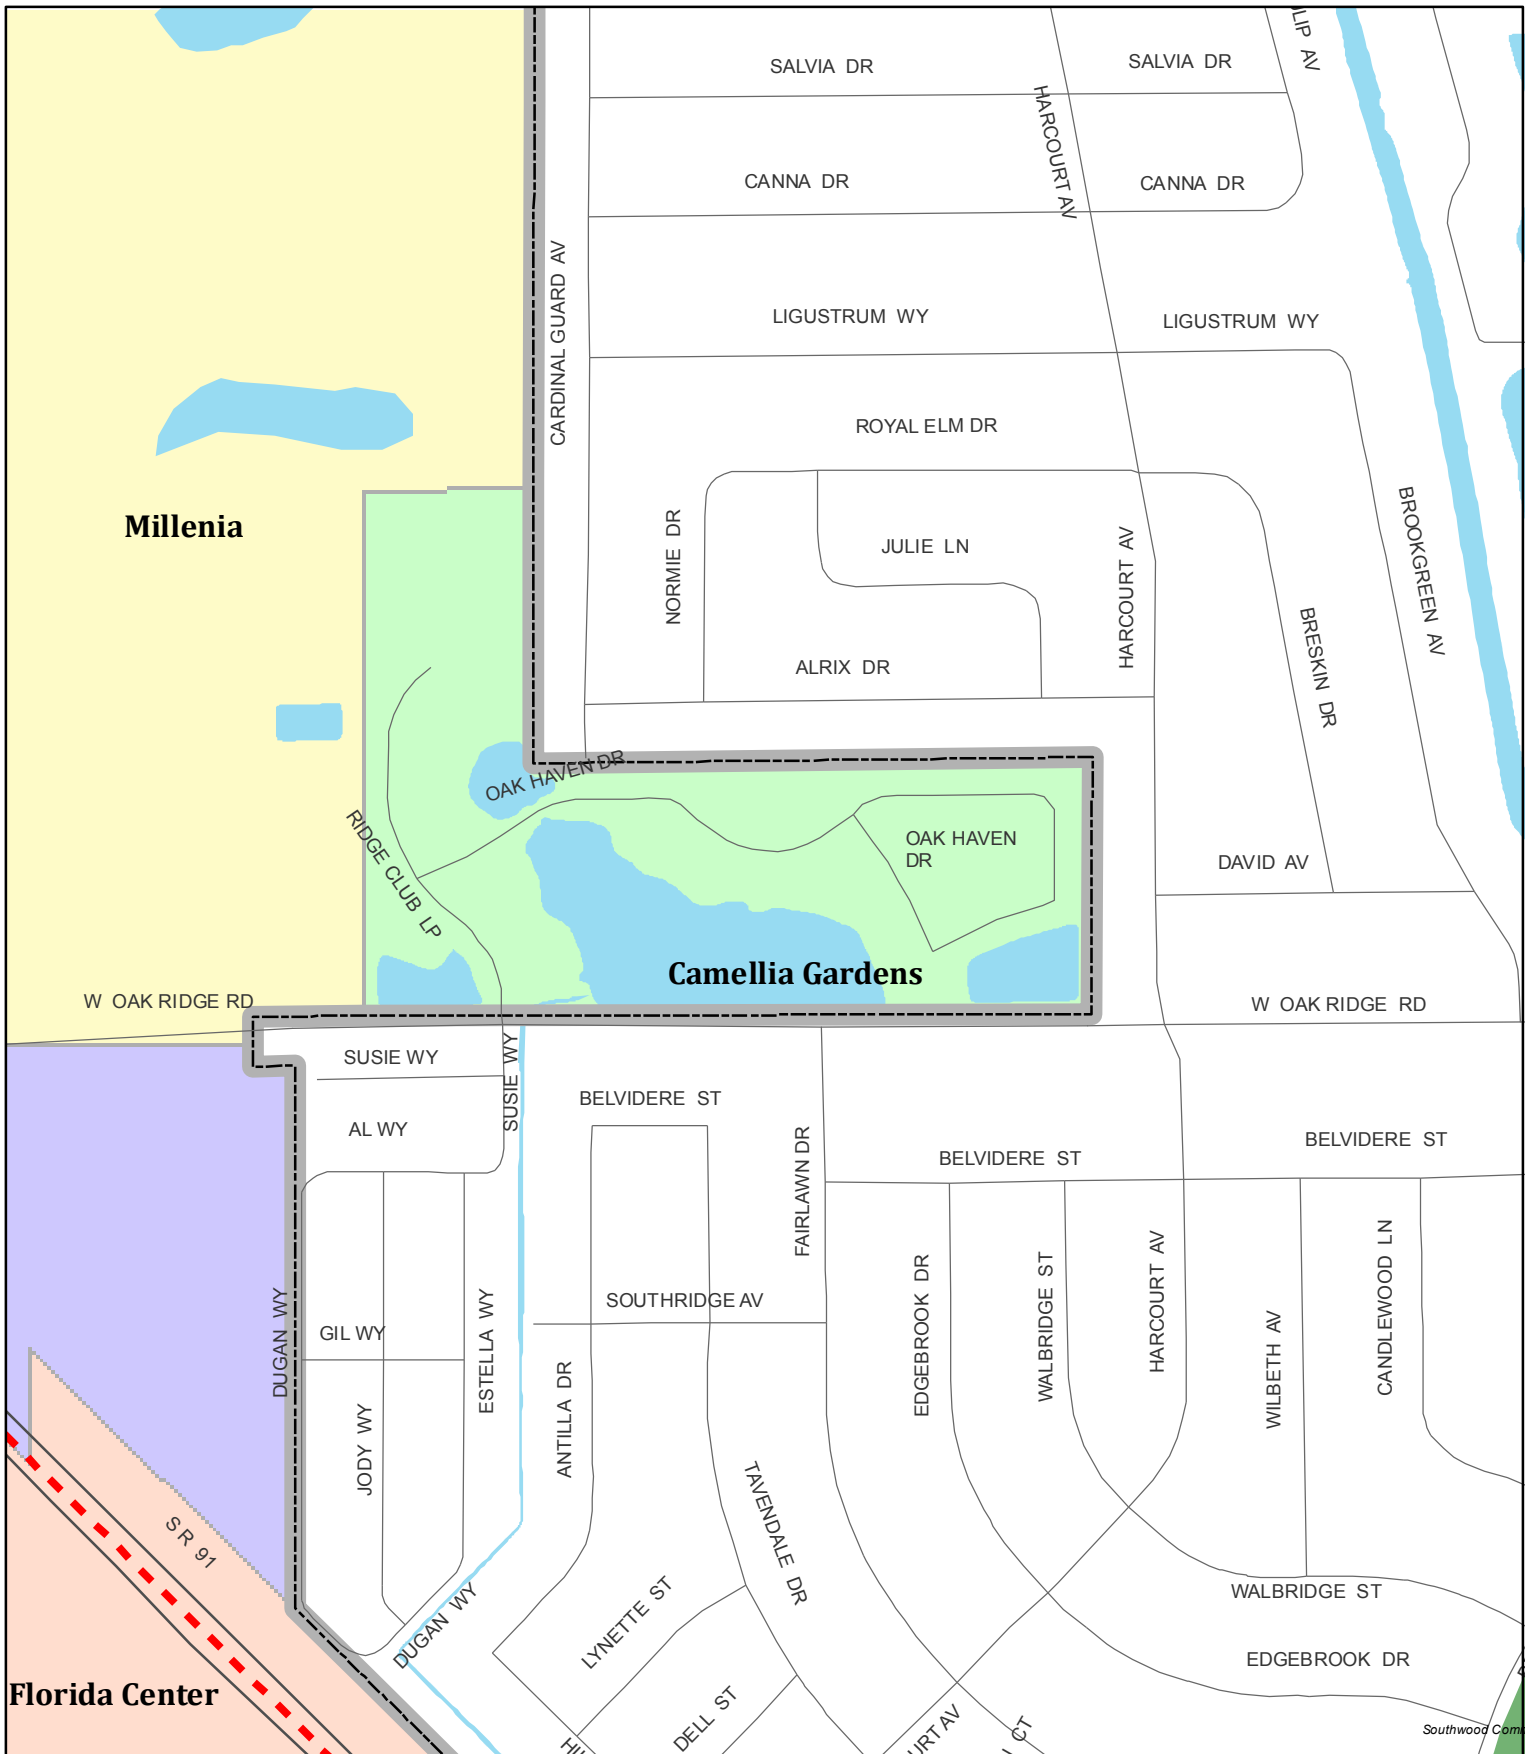 SALVIA DR
SALVIA DR
HARCOURT AV
CANNA DR
CANNA DR
CARDINAL GUARD AV
LIGUSTRUM WY
LIGUSTRUM WY
ROYAL ELM DR
Millenia
NORMIE DR
JULIE LN
HARCOURT AV
BROOKGREEN AV
BRESKIN DR
ALRIX DR
OAK HAVEN DR
RIDGE CLUB LP
OAK HAVEN
DR
DAVID AV
Camellia Gardens
W OAK RIDGE RD
W OAK RIDGE RD
SUSIE WY
SUSIE WY
BELVIDERE ST
AL WY
FAIRLAWN DR
BELVIDERE ST
BELVIDERE ST
DUGAN WY
GIL WY
ESTELLA WY
SOUTHRIDGE AV
EDGEBROOK DR
WALBRIDGE ST
HARCOURT AV
WILBETH AV
CANDLEWOOD LN
JODY WY
ANTILLA DR
TAVENDALE DR
S R 91
DUGAN WY
LYNETTE ST
WALBRIDGE ST
EDGEBROOK DR
Florida Center
DELL ST
CT
Southwood